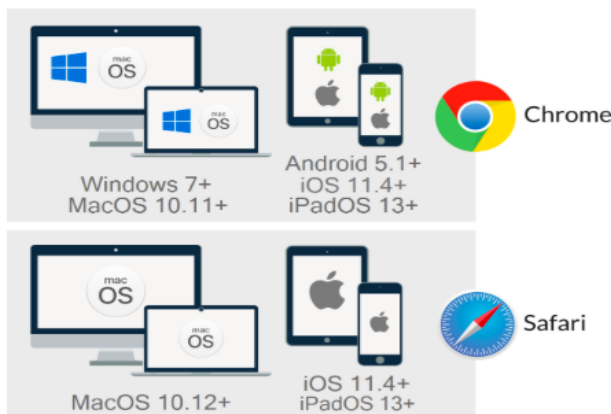 mac
OS
mac
OS
Windows 7+
MacOS 10.11+
Android 5.1+
iOS 11.4+
iPadOS 13+
Chrome
mac
OS
mac
OS
MacOS 10.12+
iOS 11.4+
iPadOS 13+
Safari